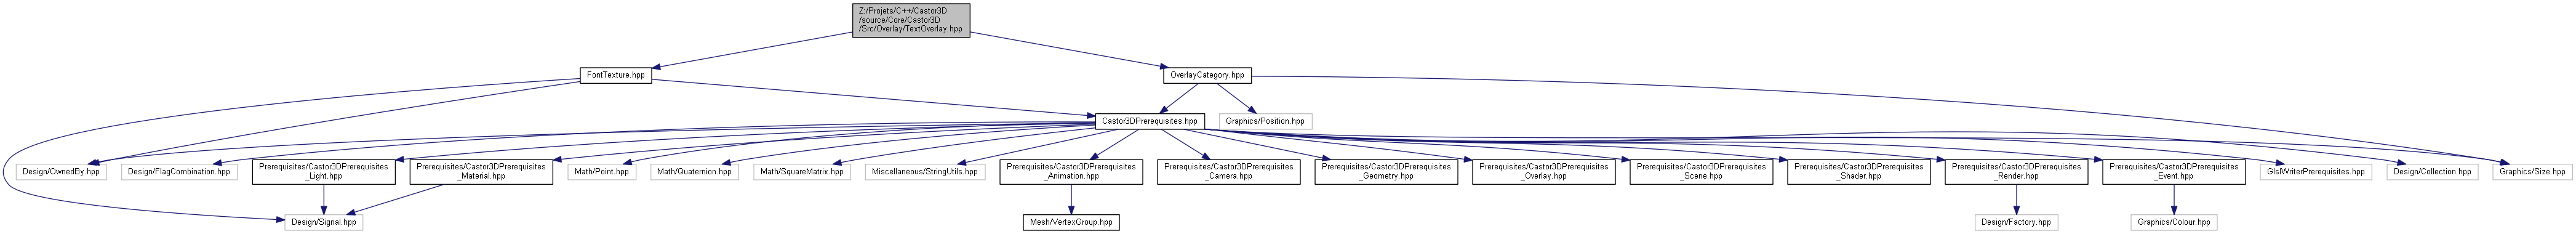 Z:/Projets/C++/Castor3D
/source/Core/Castor3D
/Src/Overlay/TextOverlay.hpp
FontTexture.hpp
OverlayCategory.hpp
Castor3DPrerequisites.hpp
Graphics/Position.hpp
Design/OwnedBy.hpp
Design/FlagCombination.hpp
Prerequisites/Castor3DPrerequisites
_Light.hpp
Prerequisites/Castor3DPrerequisites
_Material.hpp
Math/Point.hpp
Math/Quaternion.hpp
Math/SquareMatrix.hpp
Miscellaneous/StringUtils.hpp
Prerequisites/Castor3DPrerequisites
_Animation.hpp
Prerequisites/Castor3DPrerequisites
_Camera.hpp
Prerequisites/Castor3DPrerequisites
_Geometry.hpp
Prerequisites/Castor3DPrerequisites
_Overlay.hpp
Prerequisites/Castor3DPrerequisites
_Scene.hpp
Prerequisites/Castor3DPrerequisites
_Shader.hpp
Prerequisites/Castor3DPrerequisites
_Render.hpp
Prerequisites/Castor3DPrerequisites
_Event.hpp
GlslWriterPrerequisites.hpp
Design/Collection.hpp
Graphics/Size.hpp
Design/Signal.hpp
Mesh/VertexGroup.hpp
Design/Factory.hpp
Graphics/Colour.hpp